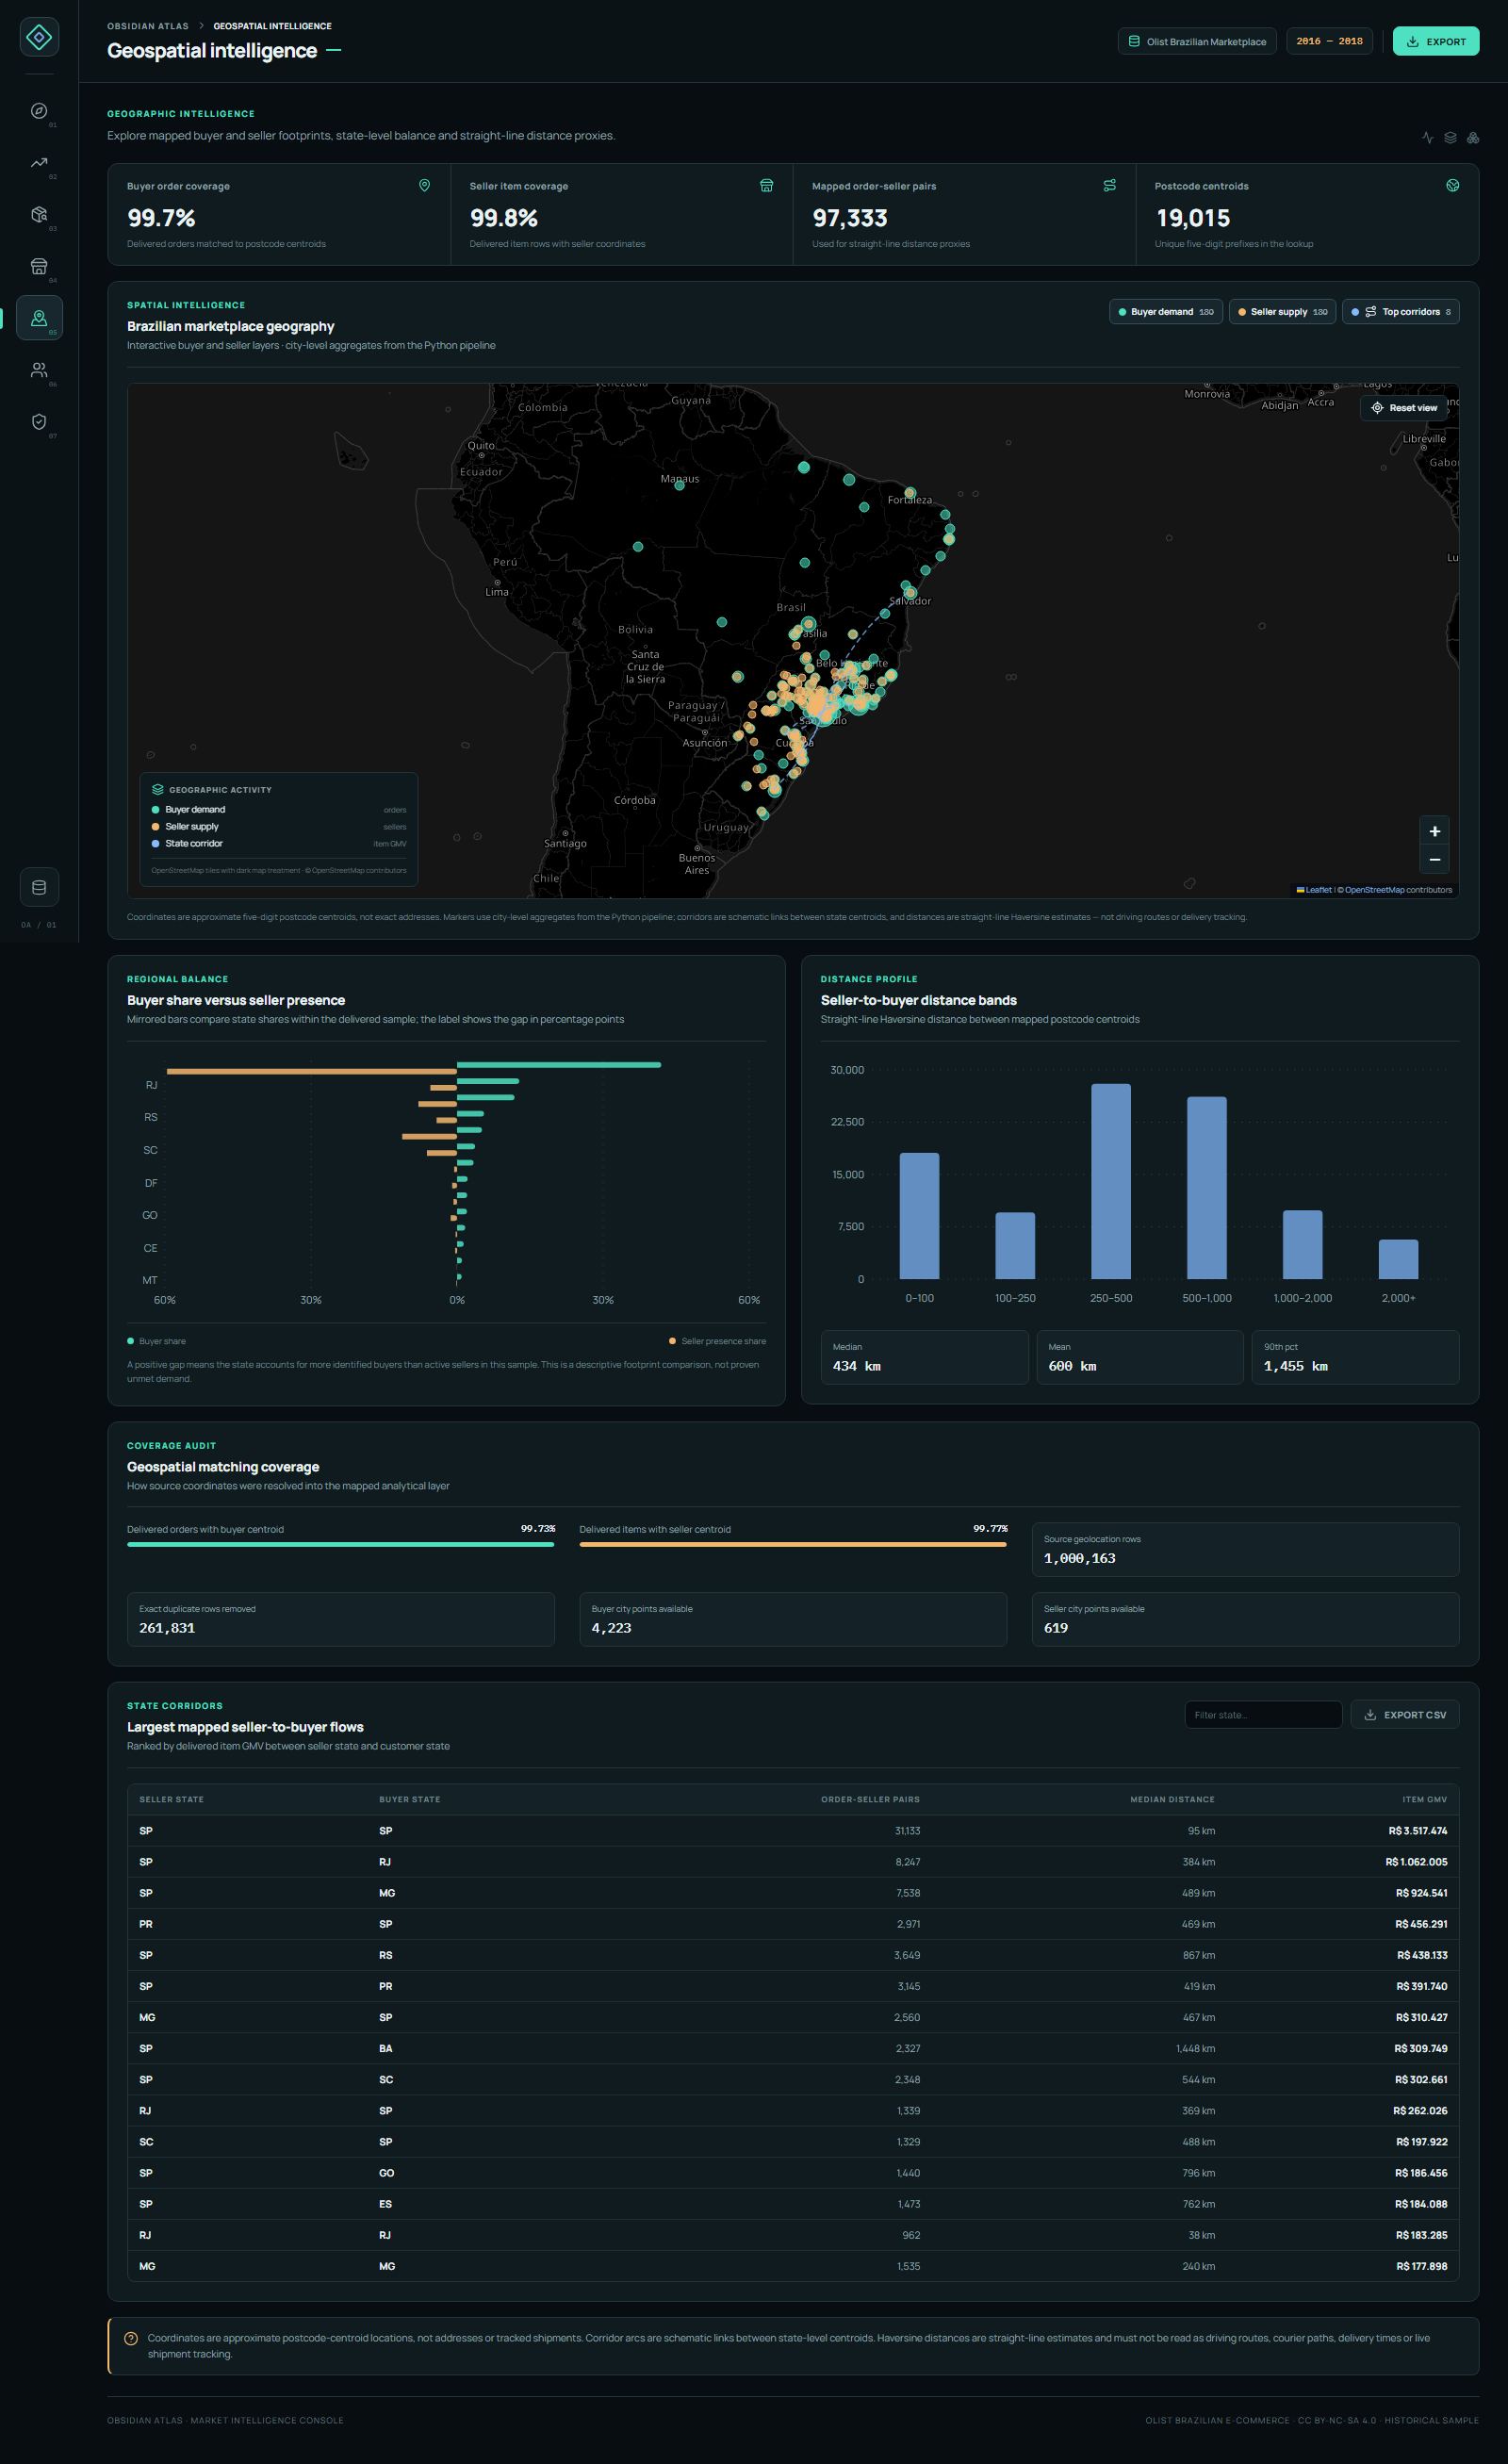 OBSIDIAN ATLAS > GEOSPATIAL INTELLIGENCE
Geospatial intelligence
Olist Brazilian Marketplace
2016 — 2018
EXPORT
01
02
03
04
05
06
07
OA / 01
GEOGRAPHIC INTELLIGENCE
Explore mapped buyer and seller footprints, state-level balance and straight-line distance proxies.
Buyer order coverage
99.7%
Delivered orders matched to postcode centroids
Seller item coverage
99.8%
Delivered item rows with seller coordinates
Mapped order-seller pairs
97,333
Used for straight-line distance proxies
Postcode centroids
19,015
Unique five-digit prefixes in the lookup
SPATIAL INTELLIGENCE
Brazilian marketplace geography
Interactive buyer and seller layers · city-level aggregates from the Python pipeline
Buyer demand 180
Seller supply 180
Top corridors 8
Venezuela
Colombia
Guyana
Monrovia
Abidjan
Accra
Lagos
Reset view
Libreville
Quito
Ecuador
Manaus
Fortaleza
Perú
Lima
Brasil
Salvador
Bolivia
Santa
Cruz de
la Sierra
Paraguay /
Paraguái
Asunción
Córdoba
Uruguay
Santiago
Buenos
Aires
Chile
GEOGRAPHIC ACTIVITY
Buyer demand orders
Seller supply sellers
State corridor item GMV
OpenStreetMap tiles with dark map treatment · © OpenStreetMap contributors
+
−
Leaflet | © OpenStreetMap contributors
Coordinates are approximate five-digit postcode centroids, not exact addresses. Markers use city-level aggregates from the Python pipeline; corridors are schematic links between state centroids, and distances are straight-line Haversine estimates — not driving routes or delivery tracking.
REGIONAL BALANCE
Buyer share versus seller presence
Mirrored bars compare state shares within the delivered sample; the label shows the gap in percentage points
RJ
RS
SC
DF
GO
CE
MT
60% 30% 0% 30% 60%
Buyer share
Seller presence share
A positive gap means the state accounts for more identified buyers than active sellers in this sample. This is a descriptive footprint comparison, not proven
unmet demand.
DISTANCE PROFILE
Seller-to-buyer distance bands
Straight-line Haversine distance between mapped postcode centroids
30,000
22,500
15,000
7,500
0
0–100 100–250 250–500 500–1,000 1,000–2,000 2,000+
Median
434 km
Mean
600 km
90th pct
1,455 km
COVERAGE AUDIT
Geospatial matching coverage
How source coordinates were resolved into the mapped analytical layer
Delivered orders with buyer centroid 99.73%
Delivered items with seller centroid 99.77%
Source geolocation rows
1,000,163
Exact duplicate rows removed
261,831
Buyer city points available
4,223
Seller city points available
619
STATE CORRIDORS
Largest mapped seller-to-buyer flows
Ranked by delivered item GMV between seller state and customer state
Filter state...
EXPORT CSV
SELLER STATE BUYER STATE ORDER-SELLER PAIRS MEDIAN DISTANCE ITEM GMV
SP SP 31,133 95 km R$ 3.517.474
SP RJ 8,247 384 km R$ 1.062.005
SP MG 7,538 489 km R$ 924.541
PR SP 2,971 469 km R$ 456.291
SP RS 3,649 867 km R$ 438.133
SP PR 3,145 419 km R$ 391.740
MG SP 2,560 467 km R$ 310.427
SP BA 2,327 1,448 km R$ 309.749
SP SC 2,348 544 km R$ 302.661
RJ SP 1,339 369 km R$ 262.026
SC SP 1,329 488 km R$ 197.922
SP GO 1,440 796 km R$ 186.456
SP ES 1,473 762 km R$ 184.088
RJ RJ 962 38 km R$ 183.285
MG MG 1,535 240 km R$ 177.898
Coordinates are approximate postcode-centroid locations, not addresses or tracked shipments. Corridor arcs are schematic links between state-level centroids. Haversine distances are straight-line estimates and must not be read as driving routes, courier paths, delivery times or live
shipment tracking.
OBSIDIAN ATLAS · MARKET INTELLIGENCE CONSOLE
OLIST BRAZILIAN E-COMMERCE · CC BY-NC-SA 4.0 · HISTORICAL SAMPLE